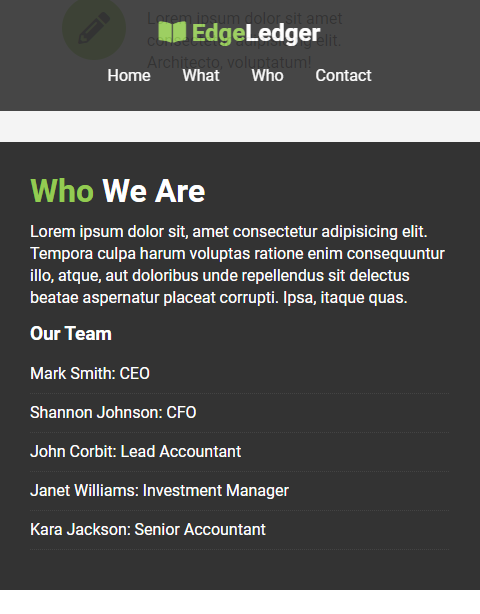 Lorem ipsum dolor sit amet
EdgeLedger
consectetur adipisicing elit.
Architecto, voluptatum!
Home What Who Contact
Who We Are
Lorem ipsum dolor sit, amet consectetur adipisicing elit.
Tempora culpa harum voluptas ratione enim consequuntur
illo, atque, aut doloribus unde repellendus sit delectus
beatae aspernatur placeat corrupti. Ipsa, itaque quas.
Our Team
Mark Smith: CEO
Shannon Johnson: CFO
John Corbit: Lead Accountant
Janet Williams: Investment Manager
Kara Jackson: Senior Accountant